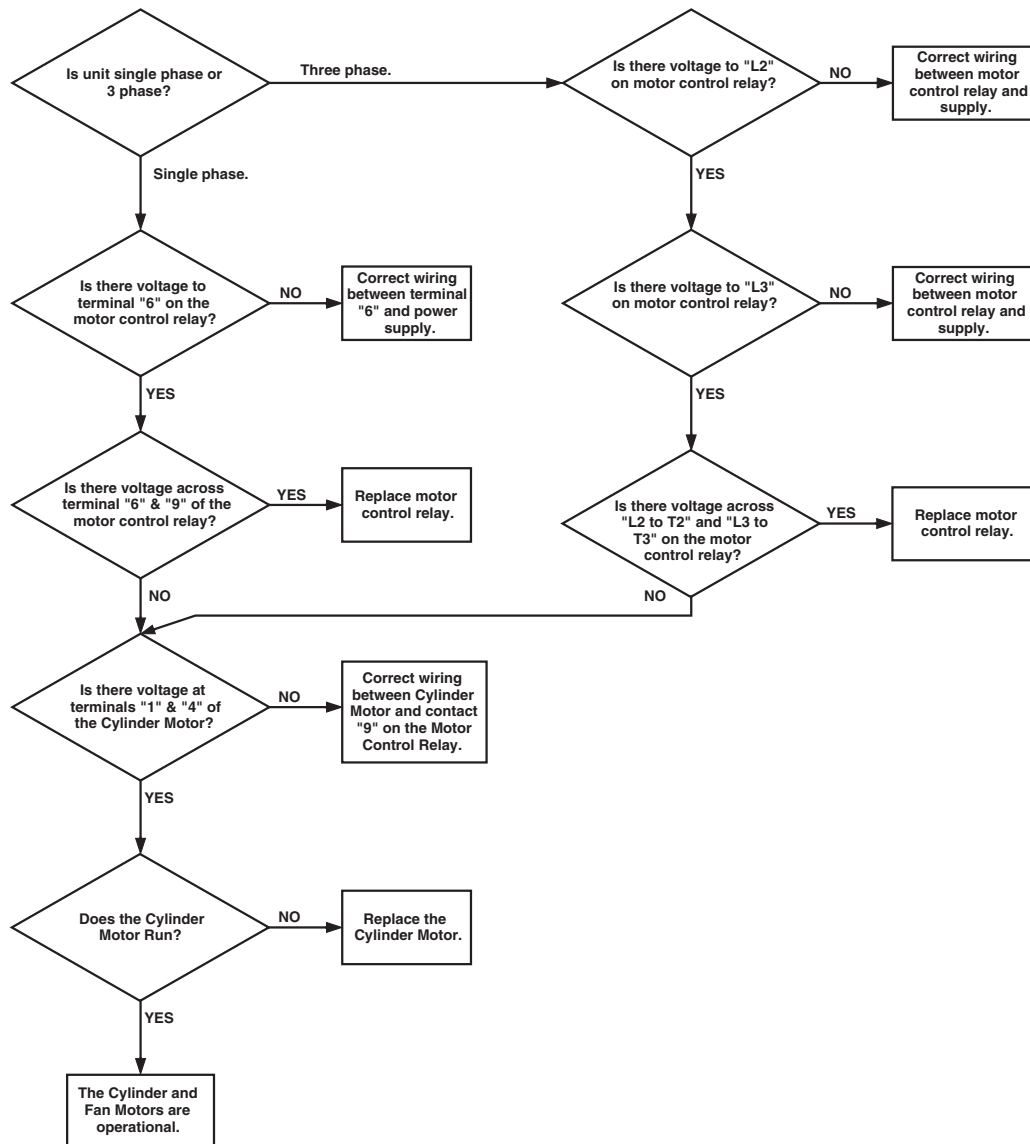 Is unit single phase or
3 phase?
Three phase.
Is there voltage to "L2"
on motor control relay?
NO
Correct wiring
between motor
control relay and
supply.
Single phase.
YES
Is there voltage to
terminal "6" on the
motor control relay?
NO
Correct wiring
between terminal
"6" and power
supply.
Is there voltage to "L3"
on motor control relay?
NO
Correct wiring
between motor
control relay and
supply.
YES
YES
Is there voltage across
terminal "6" & "9" of the
motor control relay?
YES
Replace motor
control relay.
Is there voltage across
"L2 to T2" and "L3 to
T3" on the motor
control relay?
YES
Replace motor
control relay.
NO
NO
Is there voltage at
terminals "1" & "4" of
the Cylinder Motor?
NO
Correct wiring
between Cylinder
Motor and contact
"9" on the Motor
Control Relay.
YES
Does the Cylinder
Motor Run?
NO
Replace the
Cylinder Motor.
YES
The Cylinder and
Fan Motors are
operational.